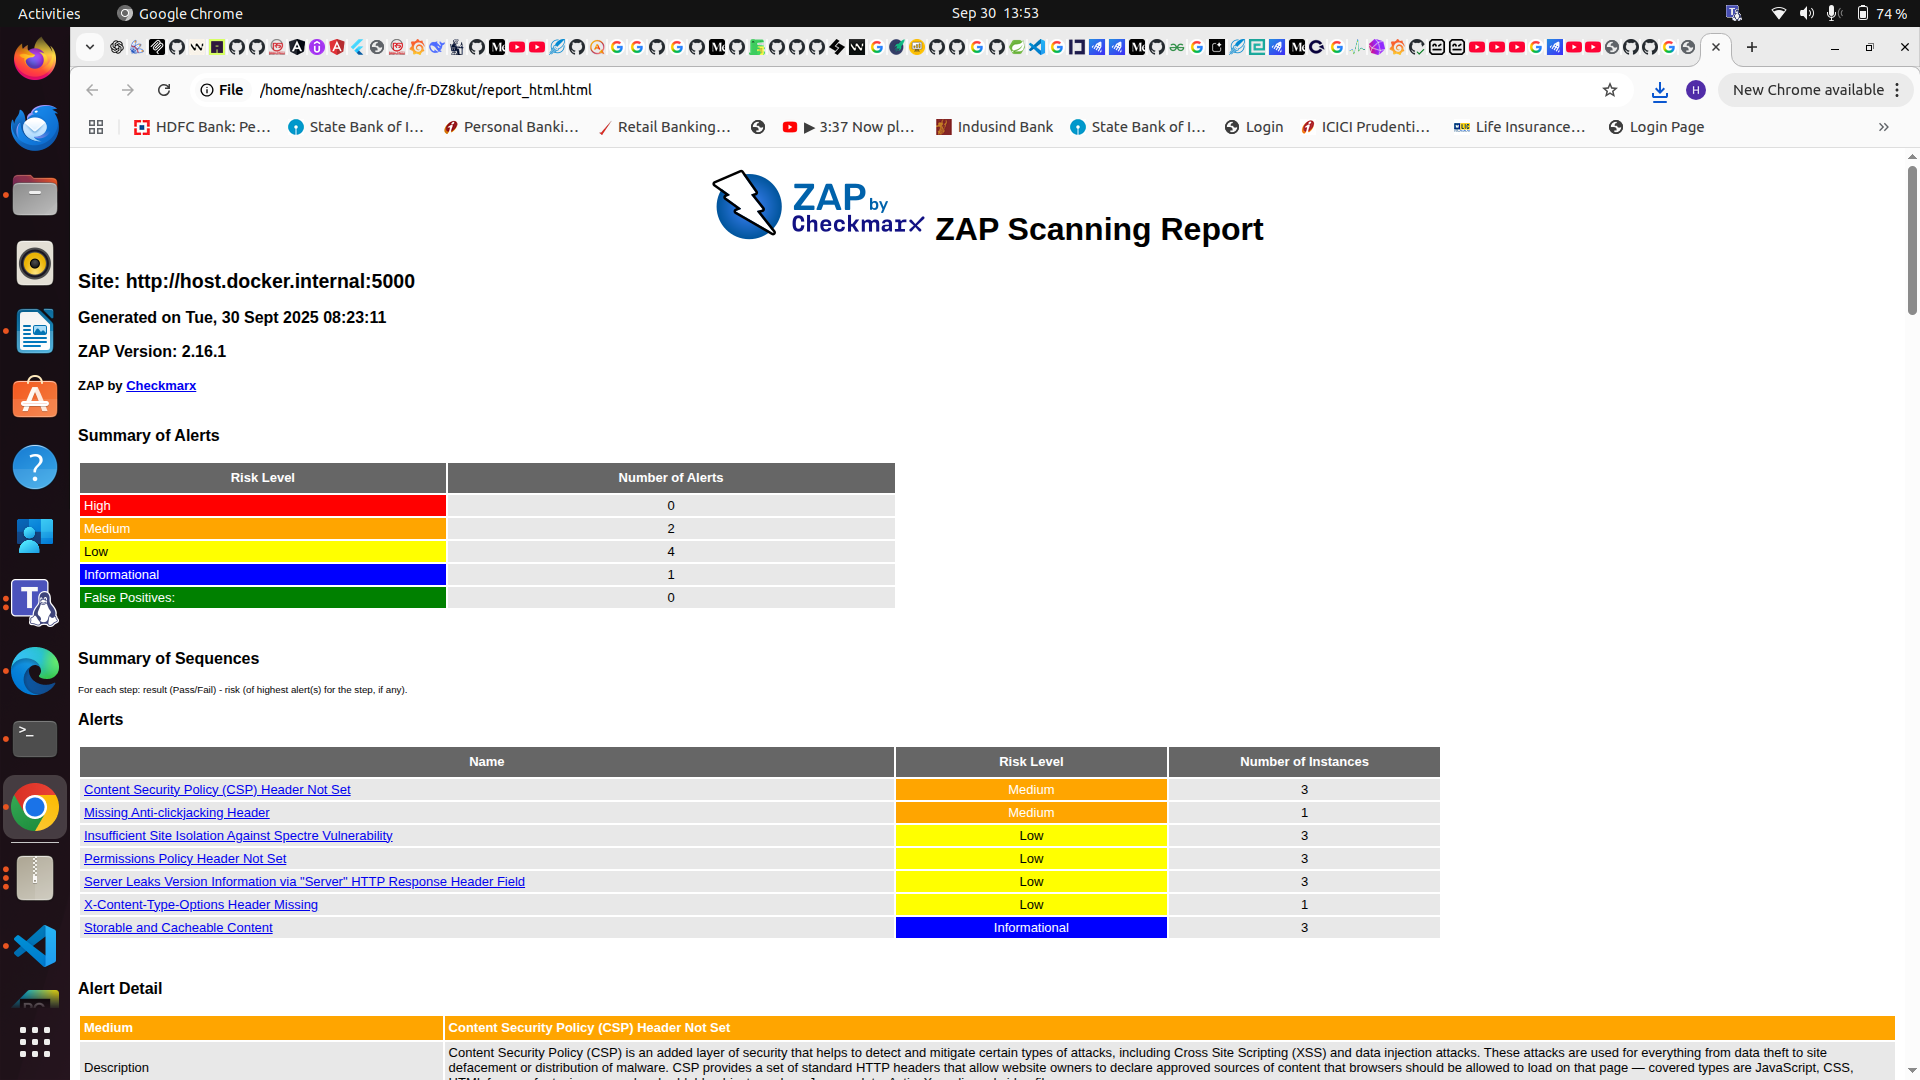 Activities
Google Chrome
Sep 30 13:53
74 %
File
/home/nashtech/.cache/.fr-DZ8kut/report_html.html
H
New Chrome available
HDFC Bank: Pe...
State Bank of I...
Personal Banki...
Retail Banking...
▶ 3:37 Now pl...
Indusind Bank
State Bank of I...
Login
ICICI Prudenti...
Life Insurance...
Login Page
ZAP by
Checkmarx
ZAP Scanning Report
Site: http://host.docker.internal:5000
Generated on Tue, 30 Sept 2025 08:23:11
ZAP Version: 2.16.1
ZAP by Checkmarx
Summary of Alerts
Risk Level Number of Alerts
High 0
Medium 2
Low 4
Informational 1
False Positives: 0
Summary of Sequences
For each step: result (Pass/Fail) - risk (of highest alert(s) for the step, if any).
Alerts
Name Risk Level Number of Instances
Content Security Policy (CSP) Header Not Set Medium 3
Missing Anti-clickjacking Header Medium 1
Insufficient Site Isolation Against Spectre Vulnerability Low 3
Permissions Policy Header Not Set Low 3
Server Leaks Version Information via "Server" HTTP Response Header Field Low 3
X-Content-Type-Options Header Missing Low 1
Storable and Cacheable Content Informational 3
Alert Detail
Medium Content Security Policy (CSP) Header Not Set
Description
Content Security Policy (CSP) is an added layer of security that helps to detect and mitigate certain types of attacks, including Cross Site Scripting (XSS) and data injection attacks. These attacks are used for everything from data theft to site
defacement or distribution of malware. CSP provides a set of standard HTTP headers that allow website owners to declare approved sources of content that browsers should be allowed to load on that page — covered types are JavaScript, CSS,